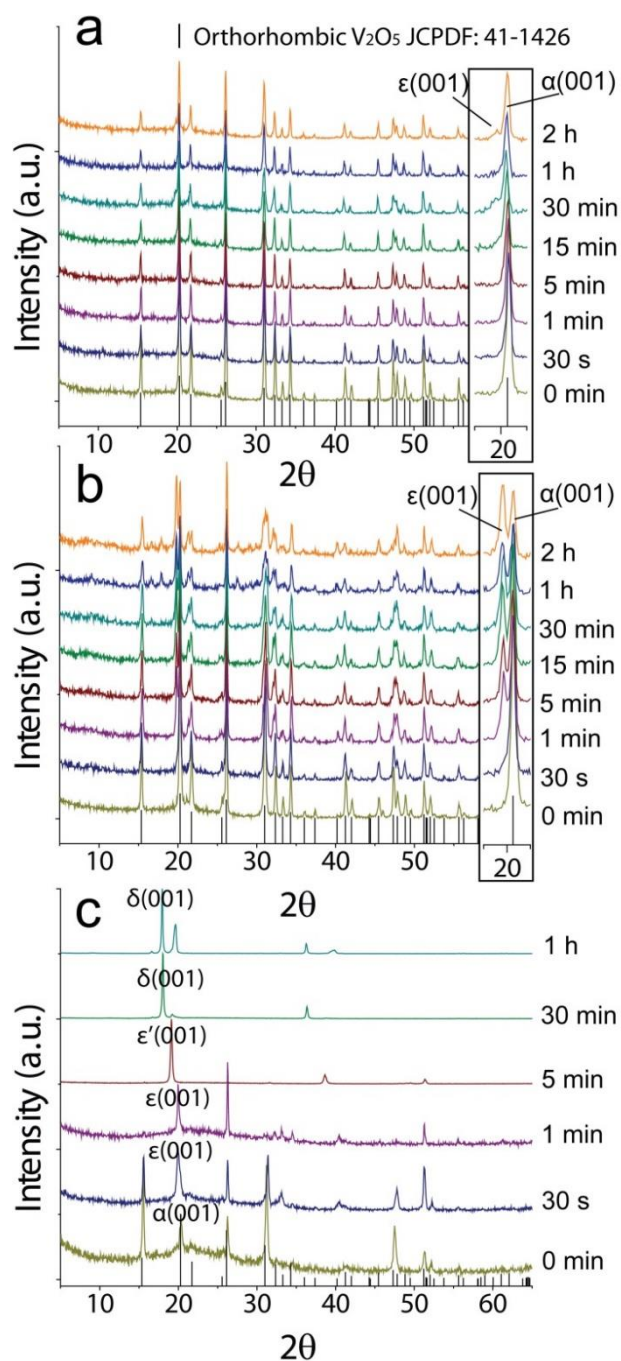 a
Orthorhombic V₂O₅ JCPDF: 41-1426
ε(001)
α(001)
2 h
1 h
30 min
15 min
5 min
1 min
30 s
0 min
Intensity (a.u.)
10 20 30 40 50 20
2θ
b
ε(001)
α(001)
2 h
1 h
30 min
15 min
5 min
1 min
30 s
0 min
Intensity (a.u.)
10 20 30 40 50 20
2θ
c
δ(001)
1 h
δ(001)
30 min
ε'(001)
5 min
ε(001)
1 min
ε(001)
30 s
α(001)
0 min
Intensity (a.u.)
10 20 30 40 50 60
2θ